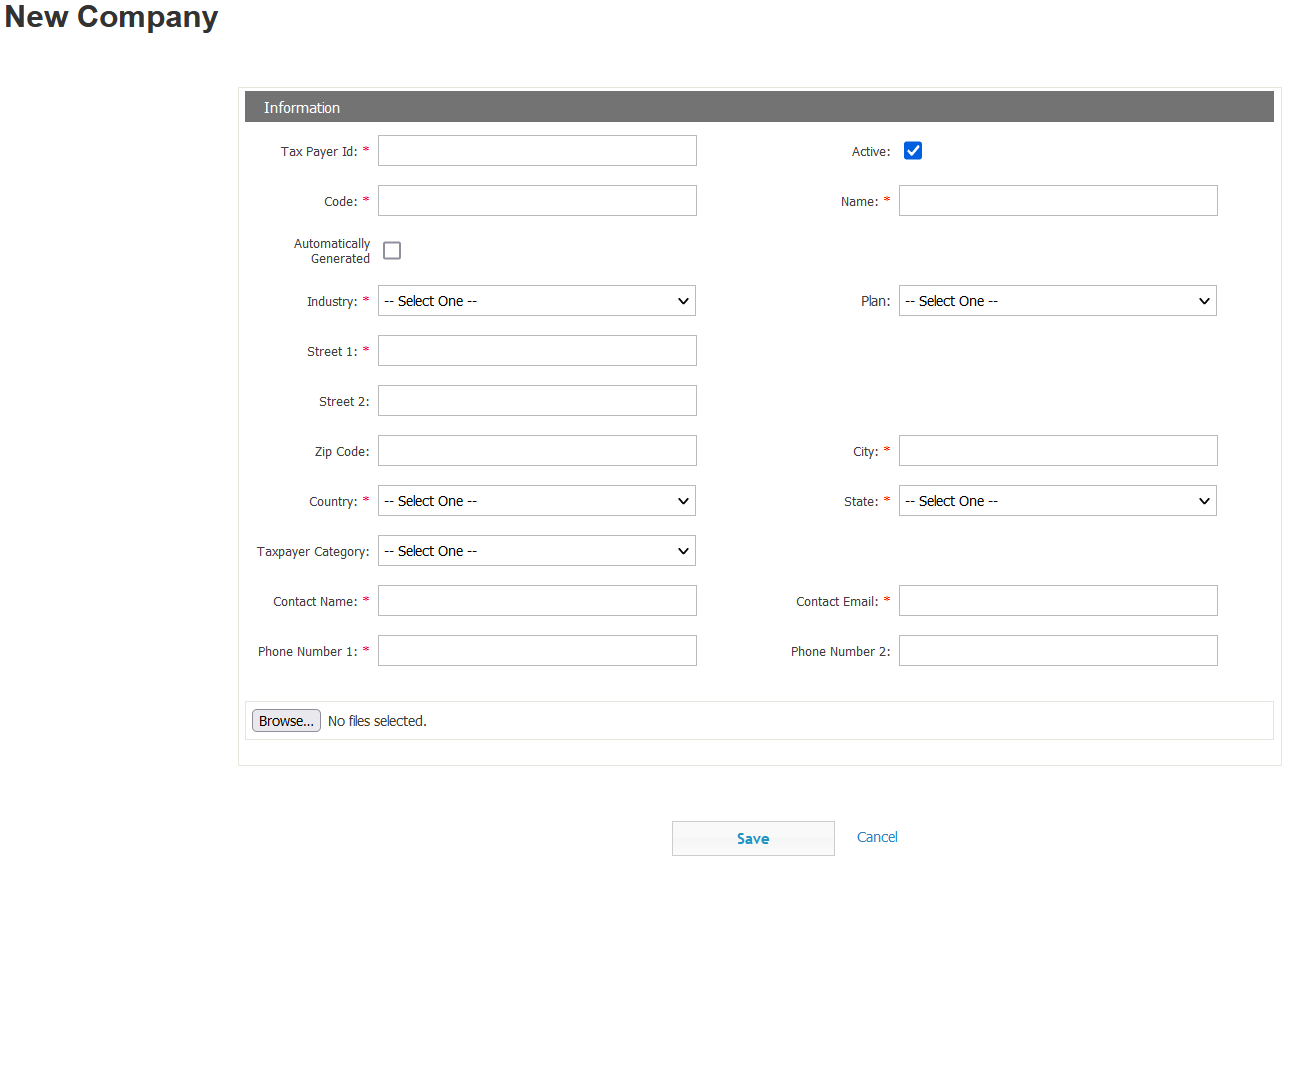 New Company
Information
Tax Payer Id: *
Active:
Code: *
Name: *
Automatically
Generated
Industry: *
-- Select One --
Plan:
-- Select One --
Street 1: *
Street 2:
Zip Code:
City: *
Country: *
-- Select One --
State: *
-- Select One --
Taxpayer Category:
-- Select One --
Contact Name: *
Contact Email: *
Phone Number 1: *
Phone Number 2:
Browse... No files selected.
Save
Cancel